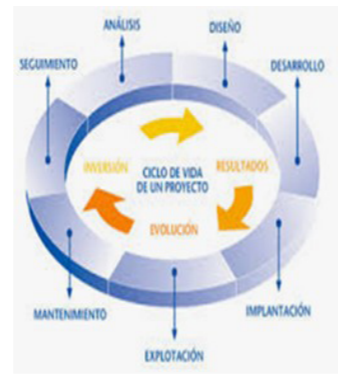 ANÁLISIS
DISEÑO
SEGUIMIENTO
DESARROLLO
INVERSIÓN
CICLO DE VIDA
DE UN PROYECTO
RESULTADOS
EVOLUCIÓN
MANTENIMIENTO
IMPLANTACIÓN
EXPLOTACIÓN